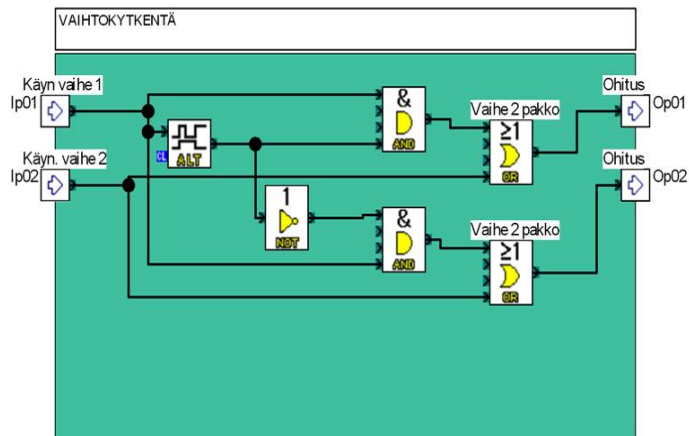 VAIHTOKYTKENTÄ
Käyn vaihe 1
Ip01
Käyn. vaihe 2
Ip02
CL
ALT
1
NOT
&
AND
&
AND
Vaihe 2 pakko
≥1
OR
Vaihe 2 pakko
≥1
OR
Ohitus
Op01
Ohitus
Op02